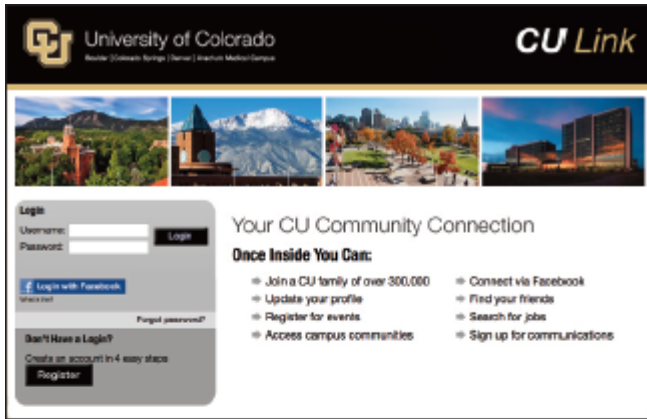 CU
University of Colorado
Boulder | Colorado Springs | Denver | Anschutz Medical Campus
CU Link
Login
Username:
Password:
Login
f Login with Facebook
What's this?
Forgot password?
Don't Have a Login?
Create an account in 4 easy steps
Register
Your CU Community Connection
Once Inside You Can:
Join a CU family of over 300,000
Update your profile
Register for events
Access campus communities
Connect via Facebook
Find your friends
Search for jobs
Sign up for communications